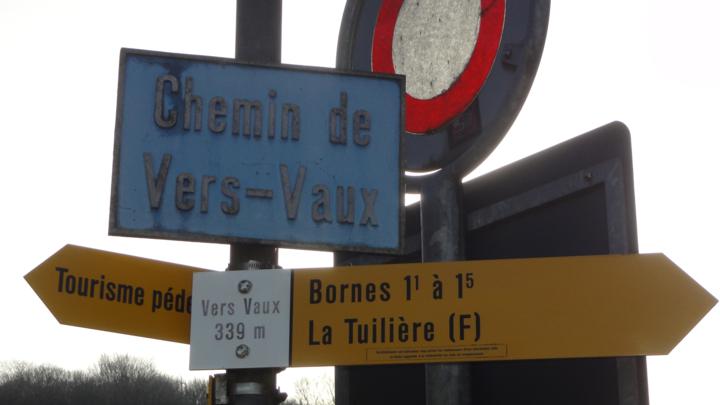 Chemin de
Vers-Vaux
Tourisme péde
Vers Vaux
339 m
Bornes 1¹ à 1⁵
La Tuilière (F)